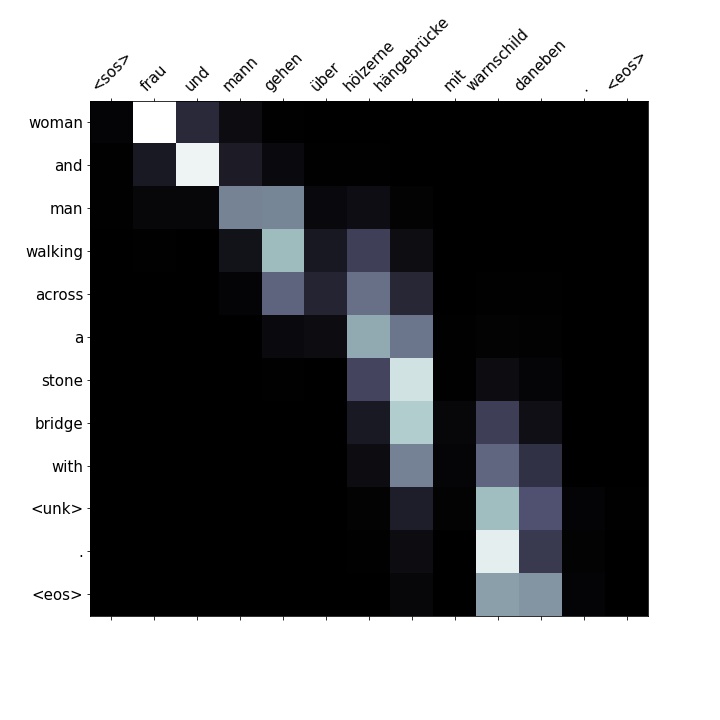 <sos> frau und mann gehen über hölzerne hängebrücke mit warnschild daneben . <eos>
woman
and
man
walking
across
a
stone
bridge
with
<unk>
.
<eos>